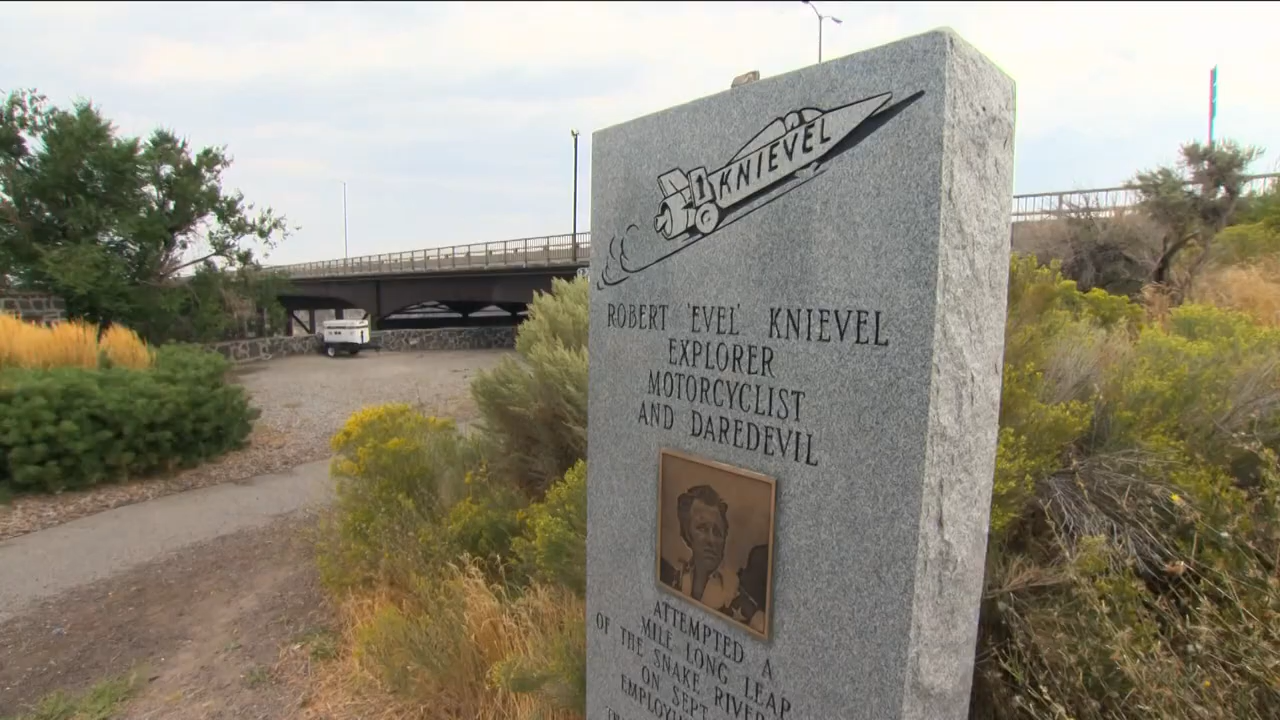 KNIEVEL
ROBERT 'EVEL' KNIEVEL
EXPLORER
MOTORCYCLIST
AND DAREDEVIL
ATTEMPTED A
MILE LONG LEAP
OF THE SNAKE RIVER
ON SEPT